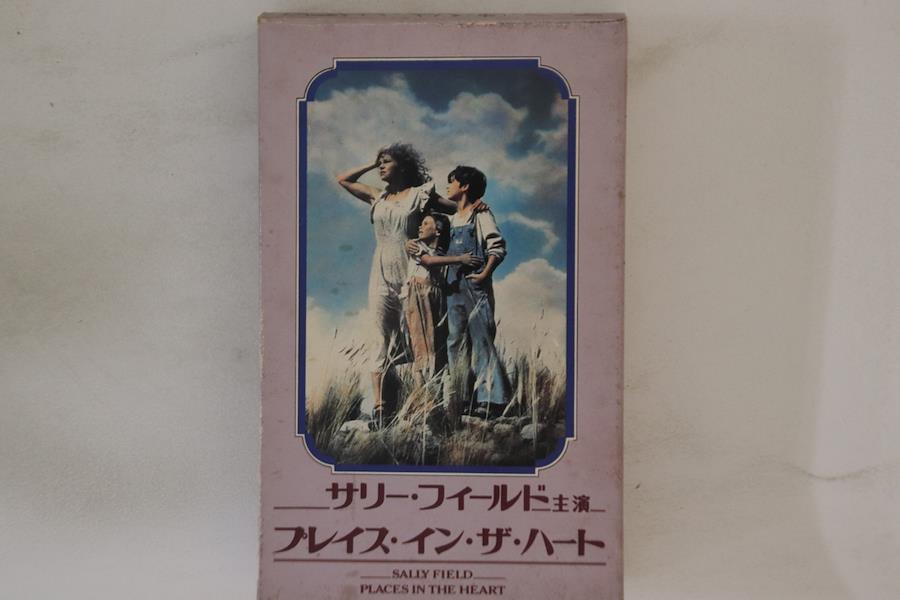 サリー・フィールド主演
プレイス・イン・ザ・ハート
SALLY FIELD
PLACES IN THE HEART